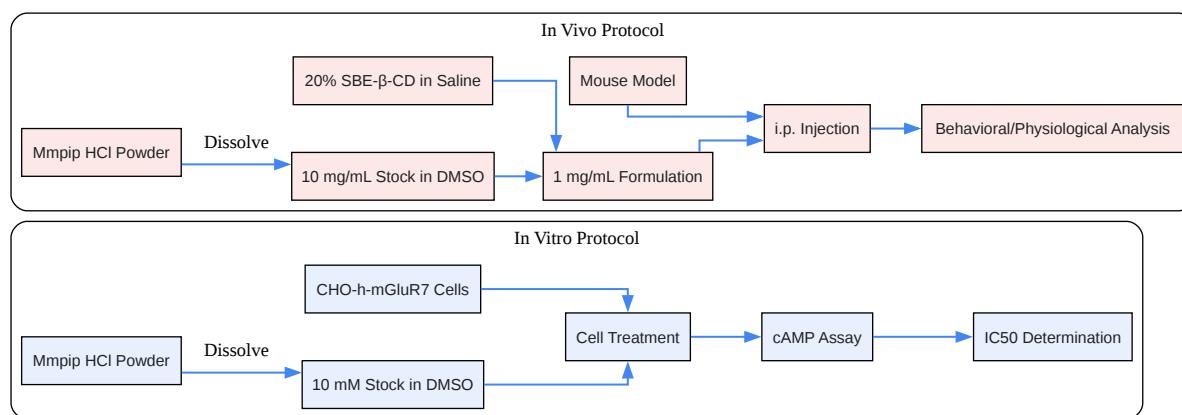 In Vivo Protocol
20% SBE-β-CD in Saline
Mouse Model
Mmpip HCl Powder
Dissolve
10 mg/mL Stock in DMSO
1 mg/mL Formulation
i.p. Injection
Behavioral/Physiological Analysis
In Vitro Protocol
CHO-h-mGluR7 Cells
Mmpip HCl Powder
Dissolve
10 mM Stock in DMSO
Cell Treatment
cAMP Assay
IC50 Determination